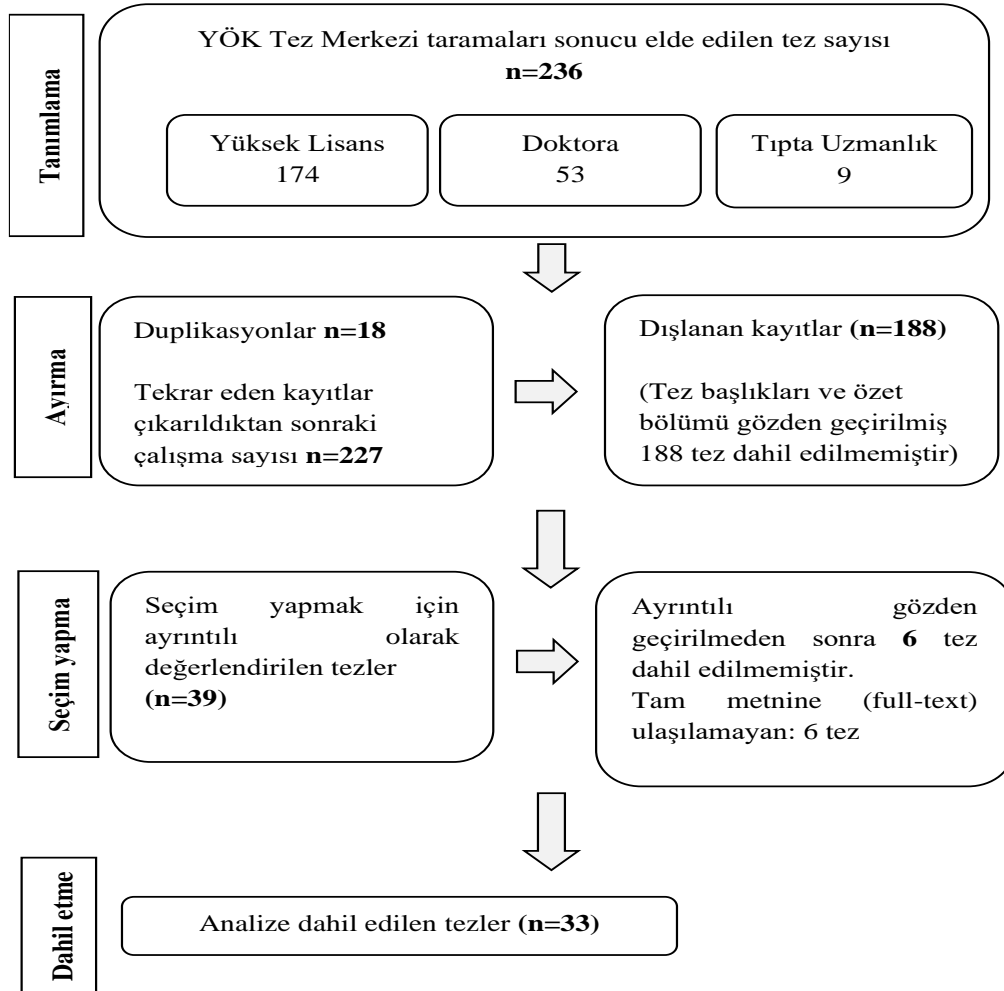 Tanımlama
YÖK Tez Merkezi taramaları sonucu elde edilen tez sayısı
n=236
Yüksek Lisans
174
Doktora
53
Tıpta Uzmanlık
9
Ayırma
Duplikasyonlar n=18
Tekrar eden kayıtlar
çıkarıldıktan sonraki
çalışma sayısı n=227
Dışlanan kayıtlar (n=188)
(Tez başlıkları ve özet
bölümü gözden geçirilmiş
188 tez dahil edilmemiştir)
Seçim yapma
Seçim yapmak için
ayrıntılı olarak
değerlendirilen tezler
(n=39)
Ayrıntılı gözden
geçirilmeden sonra 6 tez
dahil edilmemiştir.
Tam metnine (full-text)
ulaşılamayan: 6 tez
Dahil etme
Analize dahil edilen tezler (n=33)